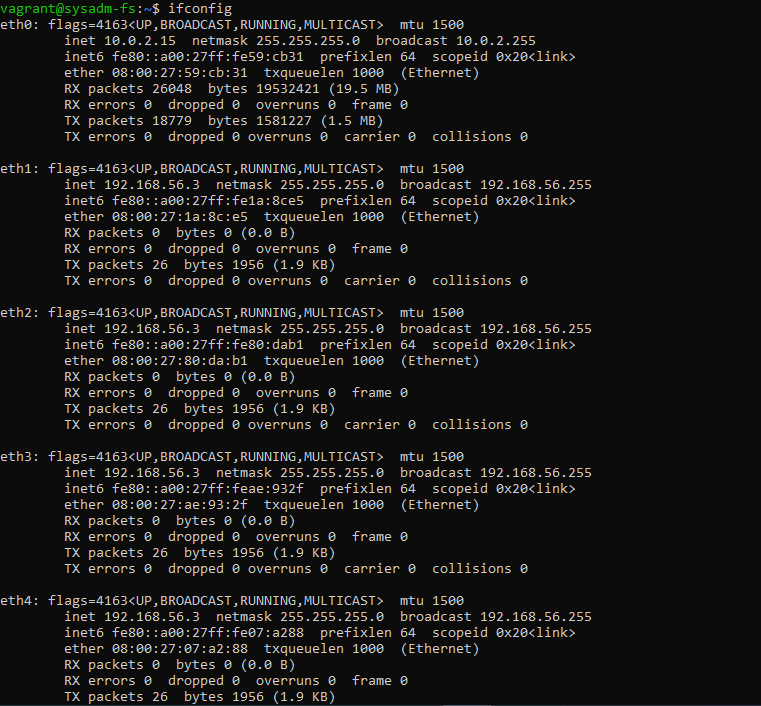 vagrant@sysadm-fs:~$ ifconfig
eth0: flags=4163<UP,BROADCAST,RUNNING,MULTICAST>  mtu 1500
        inet 10.0.2.15  netmask 255.255.255.0  broadcast 10.0.2.255
        inet6 fe80::a00:27ff:fe59:cb31  prefixlen 64  scopeid 0x20<link>
        ether 08:00:27:59:cb:31  txqueuelen 1000  (Ethernet)
        RX packets 26048  bytes 19532421 (19.5 MB)
        RX errors 0  dropped 0  overruns 0  frame 0
        TX packets 18779  bytes 1581227 (1.5 MB)
        TX errors 0  dropped 0 overruns 0  carrier 0  collisions 0

eth1: flags=4163<UP,BROADCAST,RUNNING,MULTICAST>  mtu 1500
        inet 192.168.56.3  netmask 255.255.255.0  broadcast 192.168.56.255
        inet6 fe80::a00:27ff:fe1a:8ce5  prefixlen 64  scopeid 0x20<link>
        ether 08:00:27:1a:8c:e5  txqueuelen 1000  (Ethernet)
        RX packets 0  bytes 0 (0.0 B)
        RX errors 0  dropped 0  overruns 0  frame 0
        TX packets 26  bytes 1956 (1.9 KB)
        TX errors 0  dropped 0 overruns 0  carrier 0  collisions 0

eth2: flags=4163<UP,BROADCAST,RUNNING,MULTICAST>  mtu 1500
        inet 192.168.56.3  netmask 255.255.255.0  broadcast 192.168.56.255
        inet6 fe80::a00:27ff:fe80:dab1  prefixlen 64  scopeid 0x20<link>
        ether 08:00:27:80:da:b1  txqueuelen 1000  (Ethernet)
        RX packets 0  bytes 0 (0.0 B)
        RX errors 0  dropped 0  overruns 0  frame 0
        TX packets 26  bytes 1956 (1.9 KB)
        TX errors 0  dropped 0 overruns 0  carrier 0  collisions 0

eth3: flags=4163<UP,BROADCAST,RUNNING,MULTICAST>  mtu 1500
        inet 192.168.56.3  netmask 255.255.255.0  broadcast 192.168.56.255
        inet6 fe80::a00:27ff:feae:932f  prefixlen 64  scopeid 0x20<link>
        ether 08:00:27:ae:93:2f  txqueuelen 1000  (Ethernet)
        RX packets 0  bytes 0 (0.0 B)
        RX errors 0  dropped 0  overruns 0  frame 0
        TX packets 26  bytes 1956 (1.9 KB)
        TX errors 0  dropped 0 overruns 0  carrier 0  collisions 0

eth4: flags=4163<UP,BROADCAST,RUNNING,MULTICAST>  mtu 1500
        inet 192.168.56.3  netmask 255.255.255.0  broadcast 192.168.56.255
        inet6 fe80::a00:27ff:fe07:a288  prefixlen 64  scopeid 0x20<link>
        ether 08:00:27:07:a2:88  txqueuelen 1000  (Ethernet)
        RX packets 0  bytes 0 (0.0 B)
        RX errors 0  dropped 0  overruns 0  frame 0
        TX packets 26  bytes 1956 (1.9 KB)